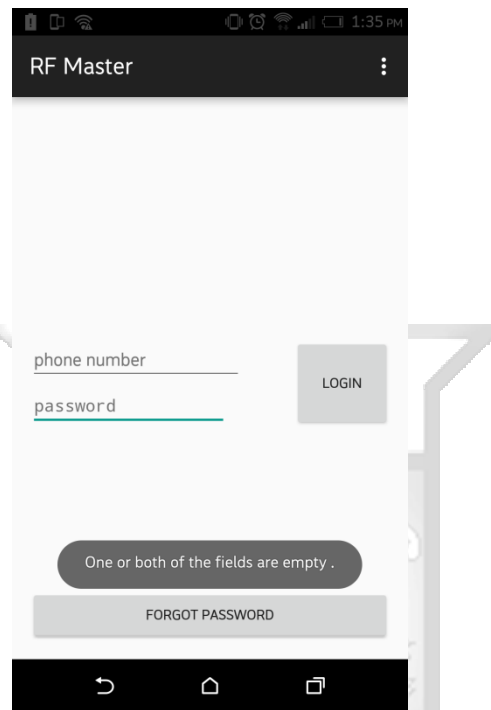 1:35 PM
RF Master
phone number
LOGIN
password
One or both of the fields are empty .
FORGOT PASSWORD